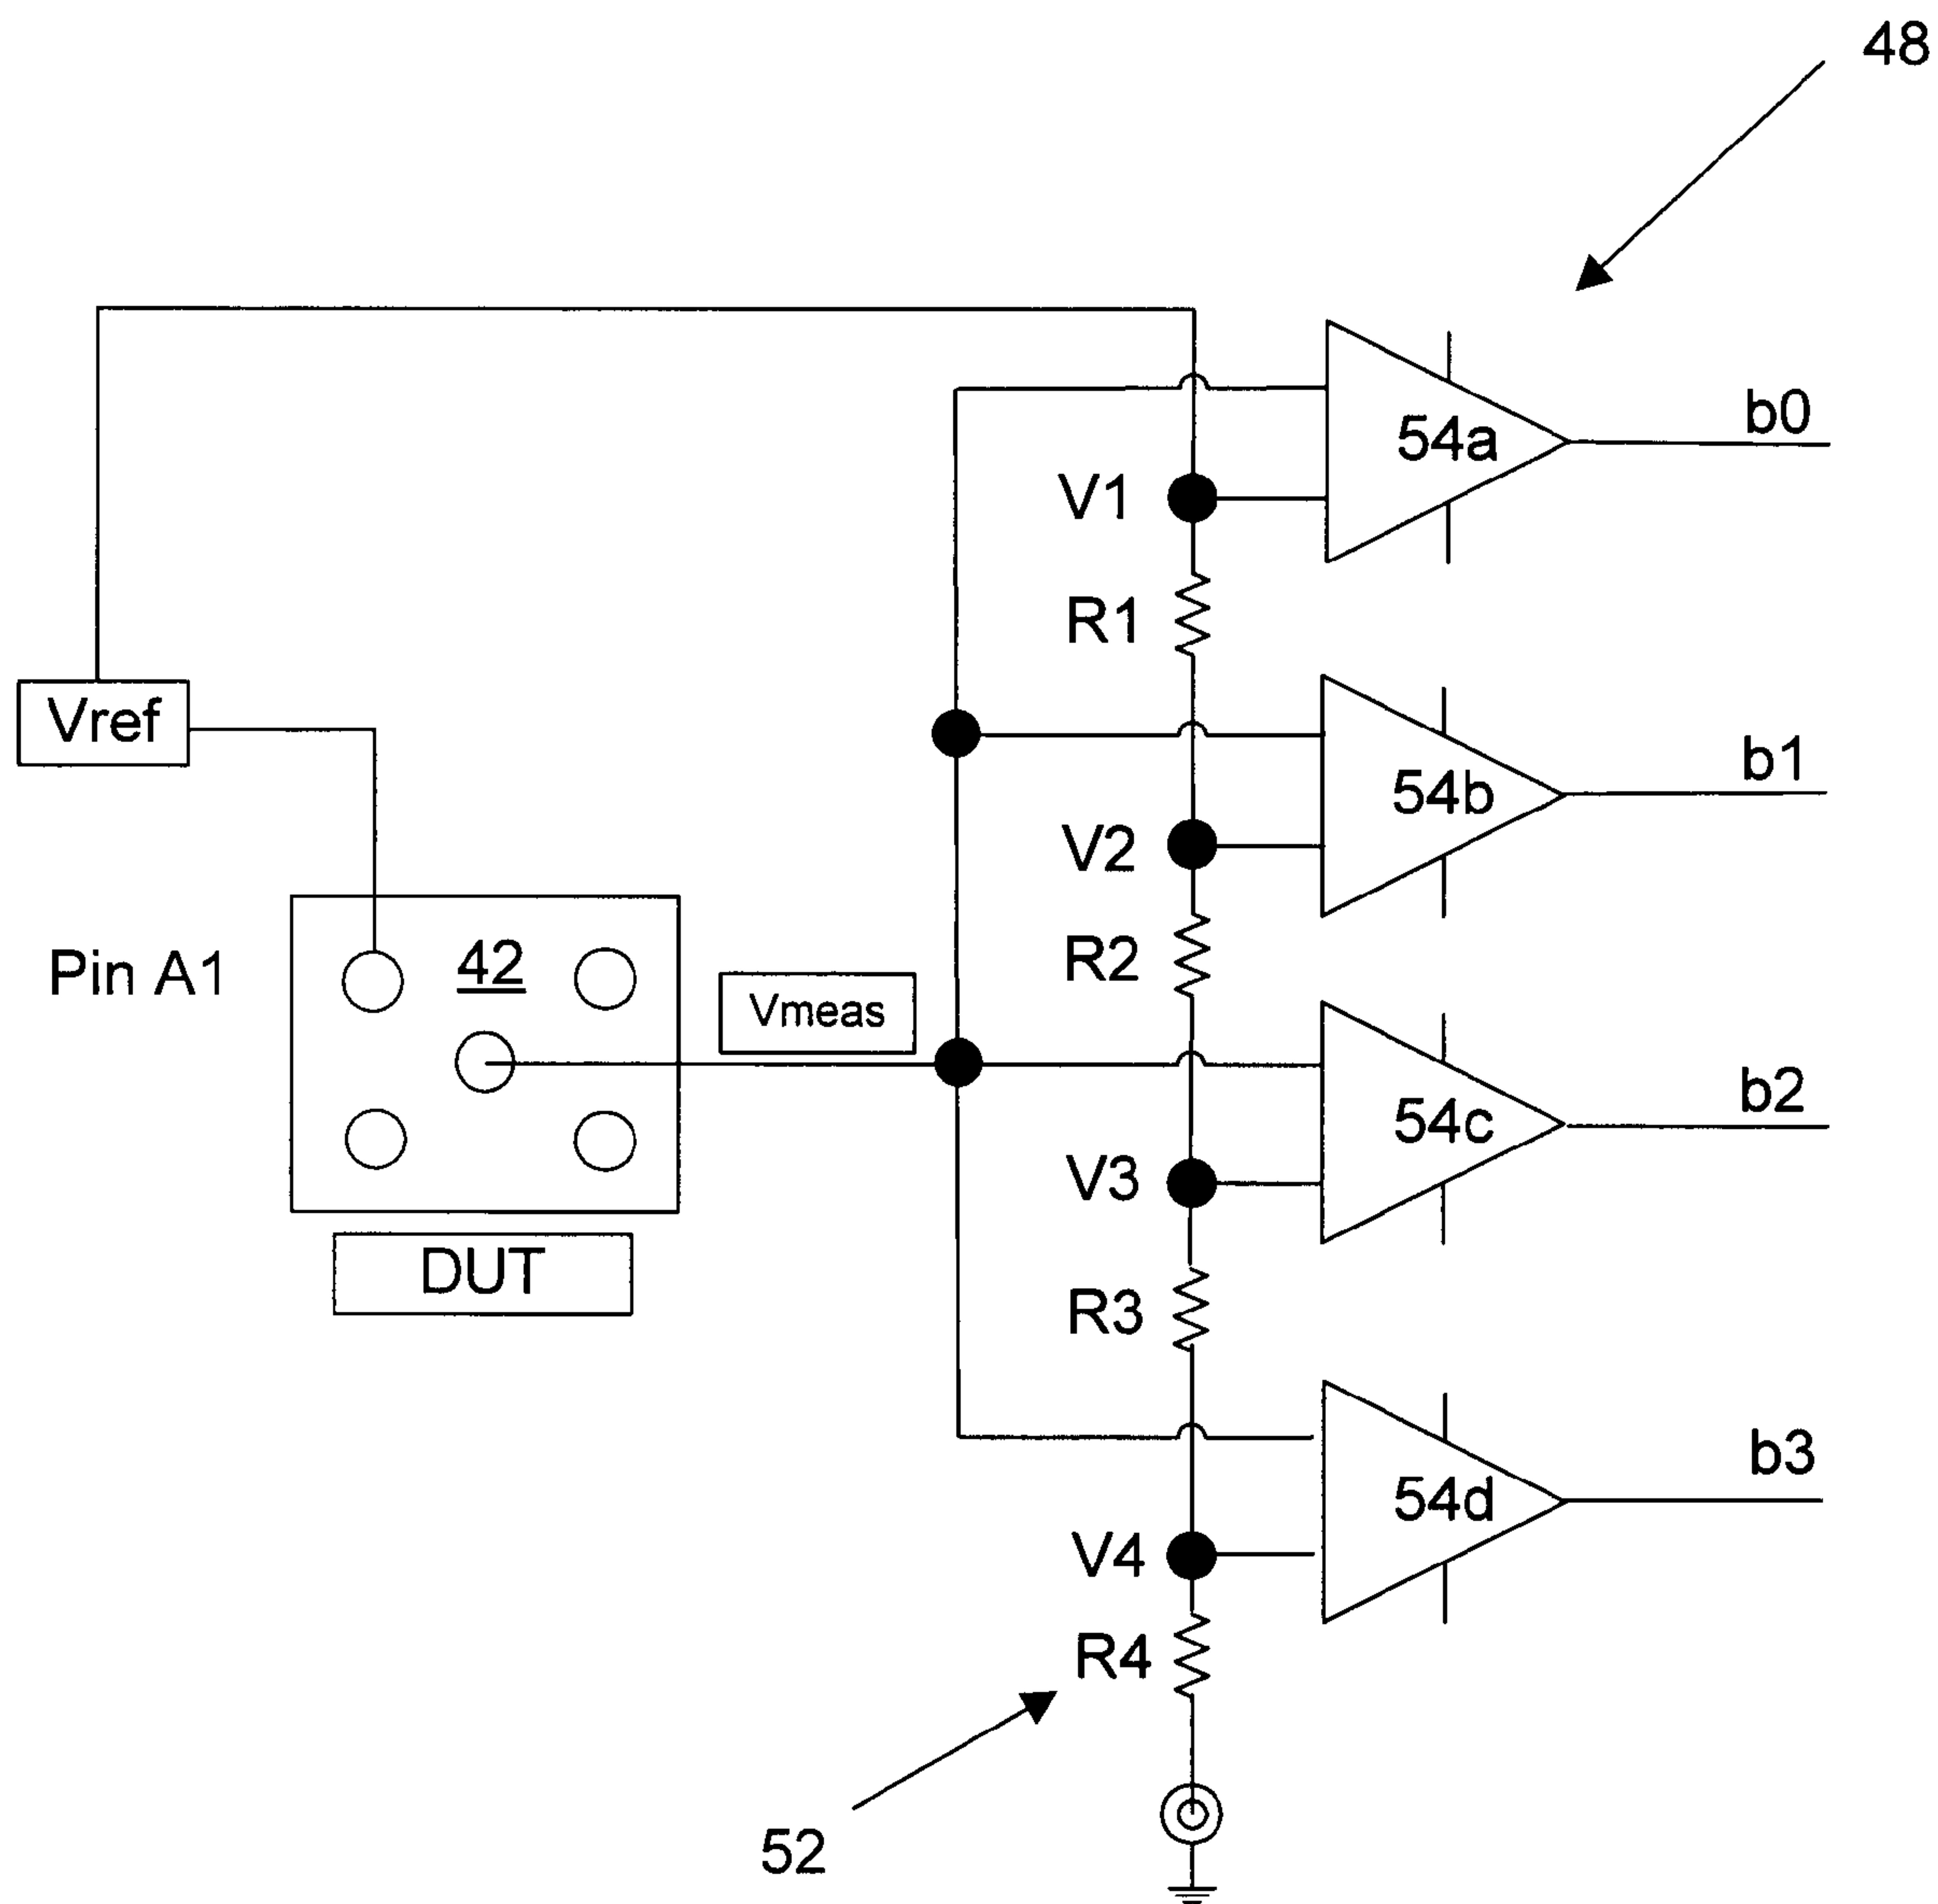 48
b0
54a
V1
R1
Vref
b1
54b
V2
Pin A1
42
R2
Vmeas
b2
54c
V3
DUT
R3
b3
54d
V4
R4
52